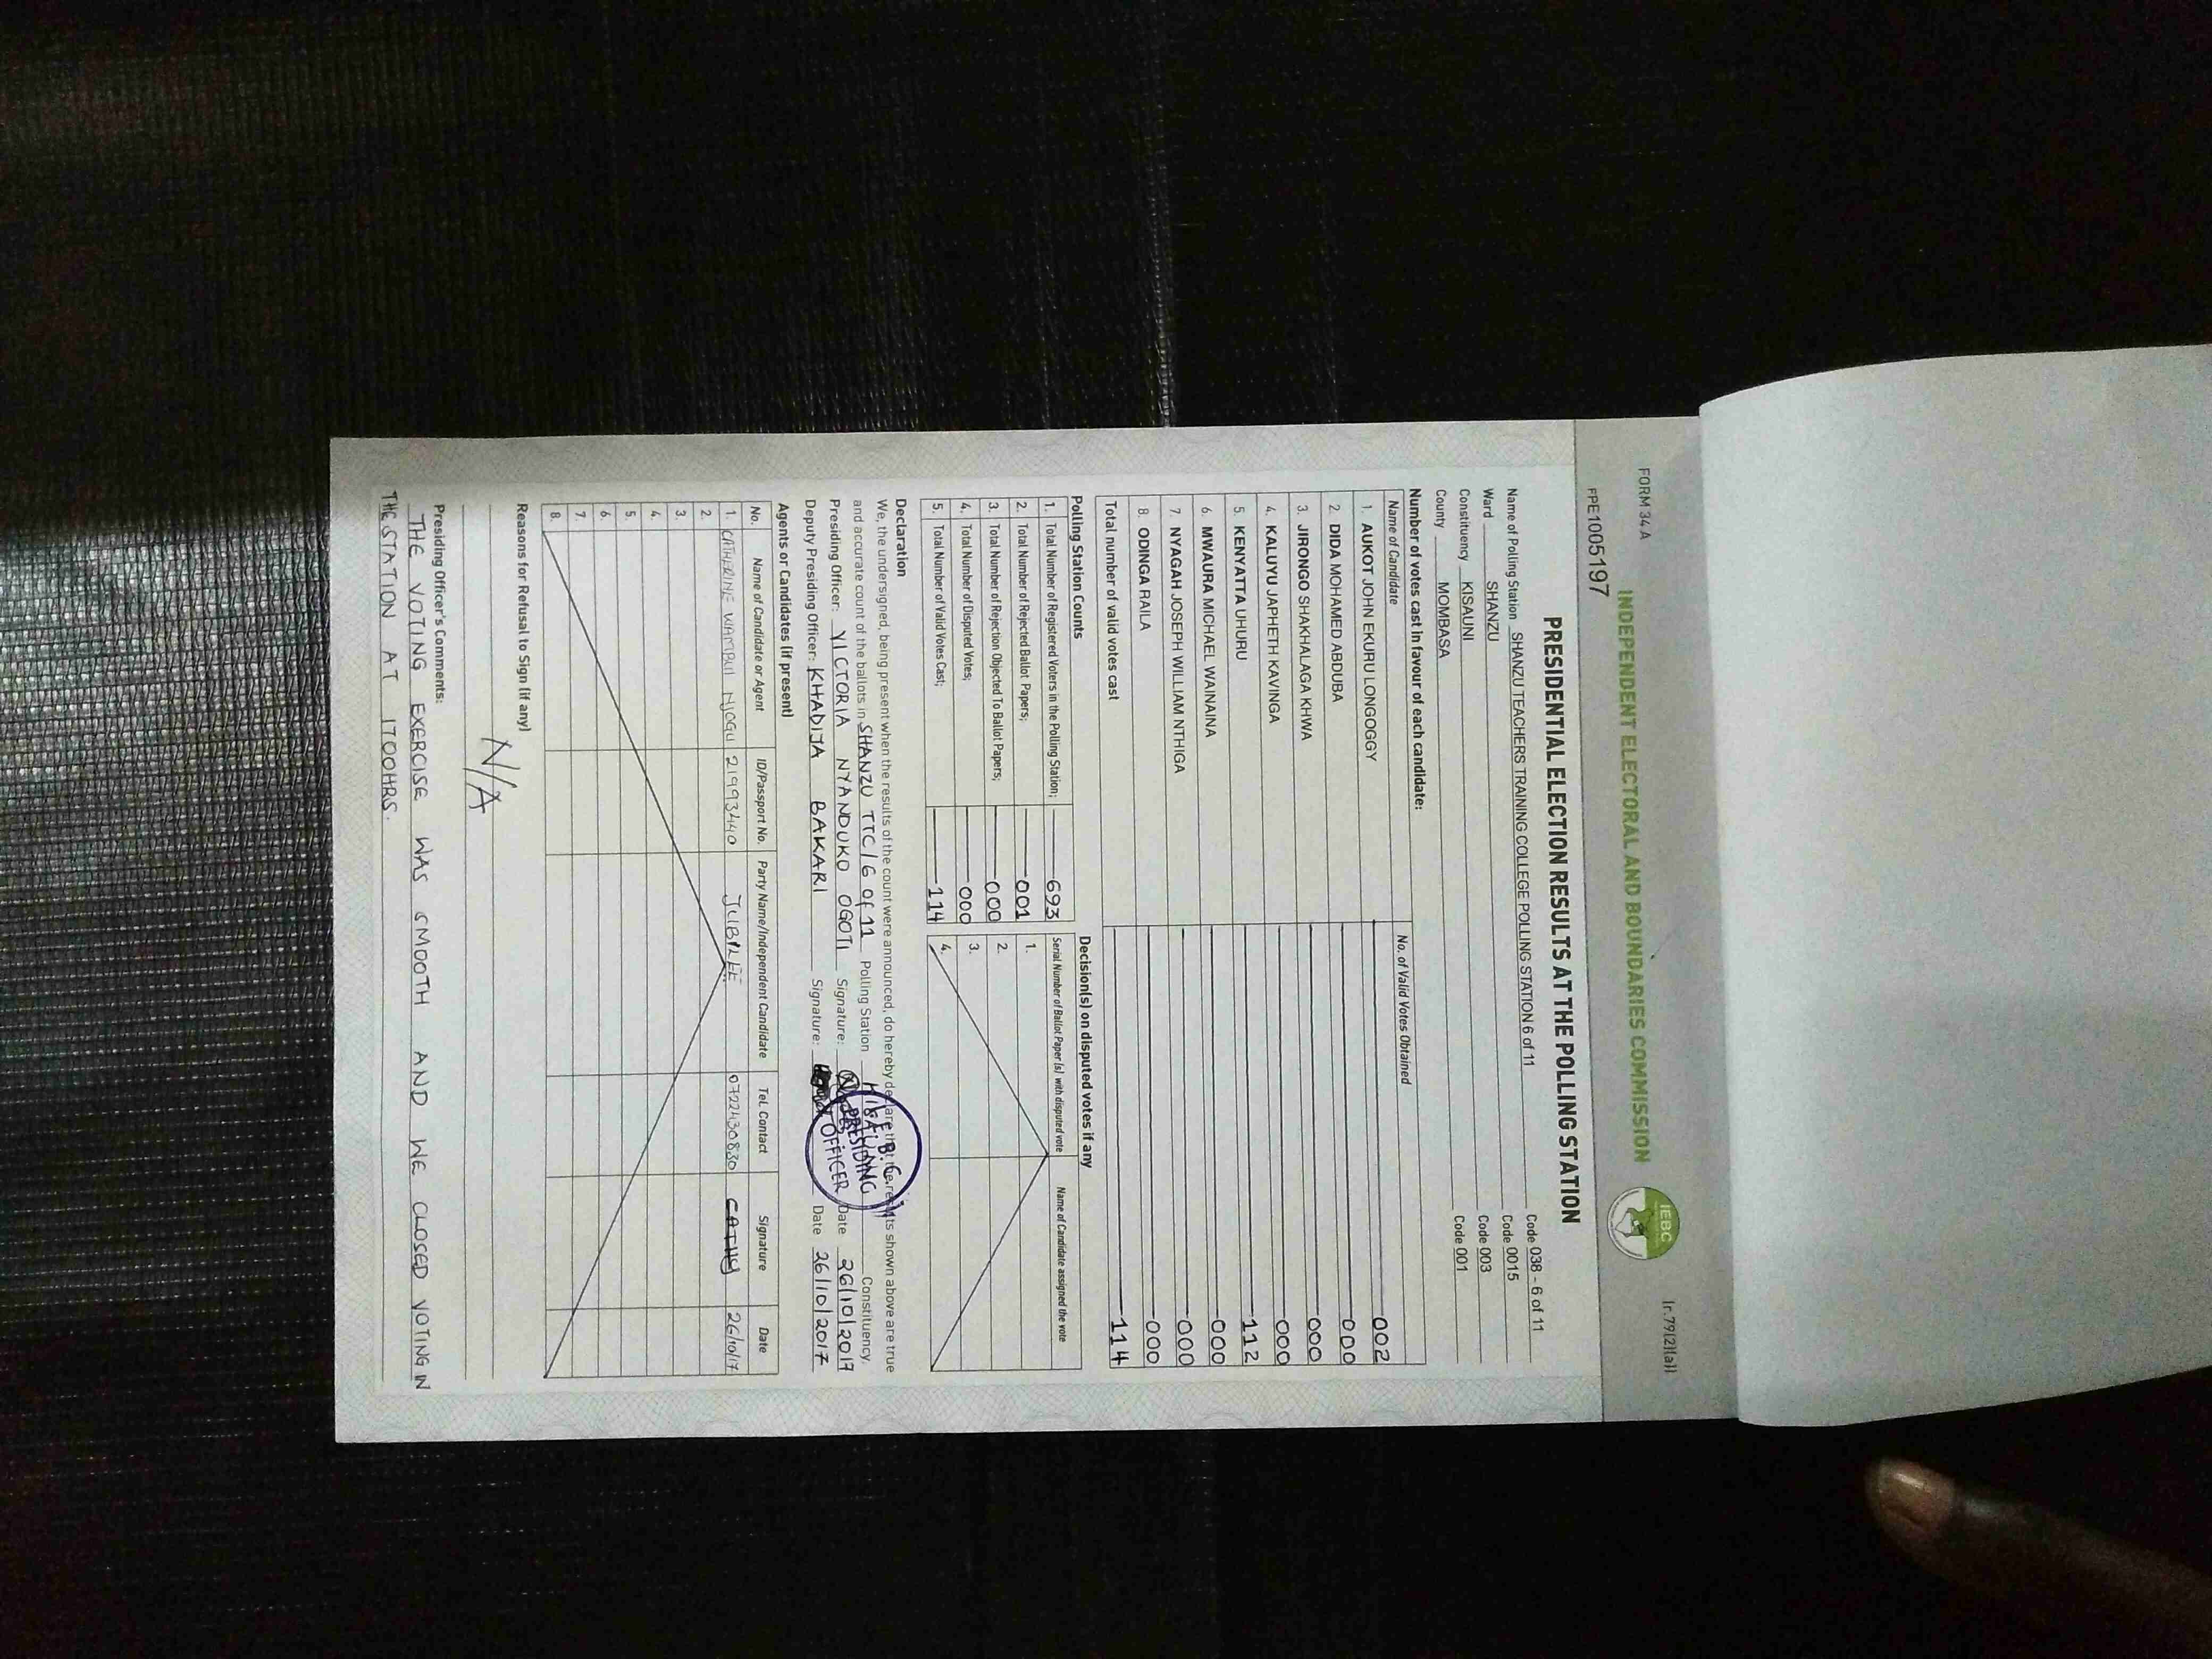 FORM 34 A
Ir.79(2)(a)]
INDEPENDENT ELECTORAL AND BOUNDARIES COMMISSION
IEBC
FPE1005197
PRESIDENTIAL ELECTION RESULTS AT THE POLLING STATION
Name of Polling Station SHANZU TEACHERS TRAINING COLLEGE POLLING STATION 6 of 11 Code 038 - 6 of 11
Ward SHANZU Code 0015
Constituency KISAUNI Code 003
County MOMBASA Code 001
Number of votes cast in favour of each candidate:
Name of Candidate No. of Valid Votes Obtained
1. AUKOT JOHN EKURU LONGOGGY 002
2. DIDA MOHAMED ABDUBA 000
3. JIRONGO SHAKHALAGA KHWA 000
4. KALUYU JAPHETH KAVINGA 000
5. KENYATTA UHURU 112
6. MWAURA MICHAEL WAINAINA 000
7. NYAGAH JOSEPH WILLIAM NTHIGA 000
8. ODINGA RAILA 000
Total number of valid votes cast 114
Polling Station Counts
1. Total Number of Registered Voters in the Polling Station; 693
2. Total Number of Rejected Ballot Papers; 001
3. Total Number of Rejection Objected To Ballot Papers; 000
4. Total Number of Disputed Votes; 000
5. Total Number of Valid Votes Cast; 114
Decision(s) on disputed votes if any
Serial Number of Ballot Paper (s) with disputed vote Name of Candidate assigned the vote
1.
2.
3.
4.
Declaration
We, the undersigned, being present when the results of the count were announced, do hereby declare that the results shown above are true
and accurate count of the ballots in SHANZU TTC/6 of 11 Polling Station KISAUNI Constituency.
Presiding Officer: VICTORIA NYANDUKO OGOTI Signature: Date 26/10/2017
Deputy Presiding Officer: KHADIJA BAKARI Signature: Date 26/10/2017
I.E.B.C.
PRESIDING
OFFICER
Agents or Candidates (if present)
No. Name of Candidate or Agent ID/Passport No. Party Name/Independent Candidate Tel. Contact Signature Date
1. CATHERINE WAMBUI NJOGU 21993440 JUBILEE 0722430830 CATHY 26/10/17
2.
3.
4.
5.
6.
7.
8.
Reasons for Refusal to Sign (if any)
N/A
Presiding Officer's Comments:
THE VOTING EXERCISE WAS SMOOTH AND WE CLOSED VOTING IN
THE STATION AT 1700HRS.